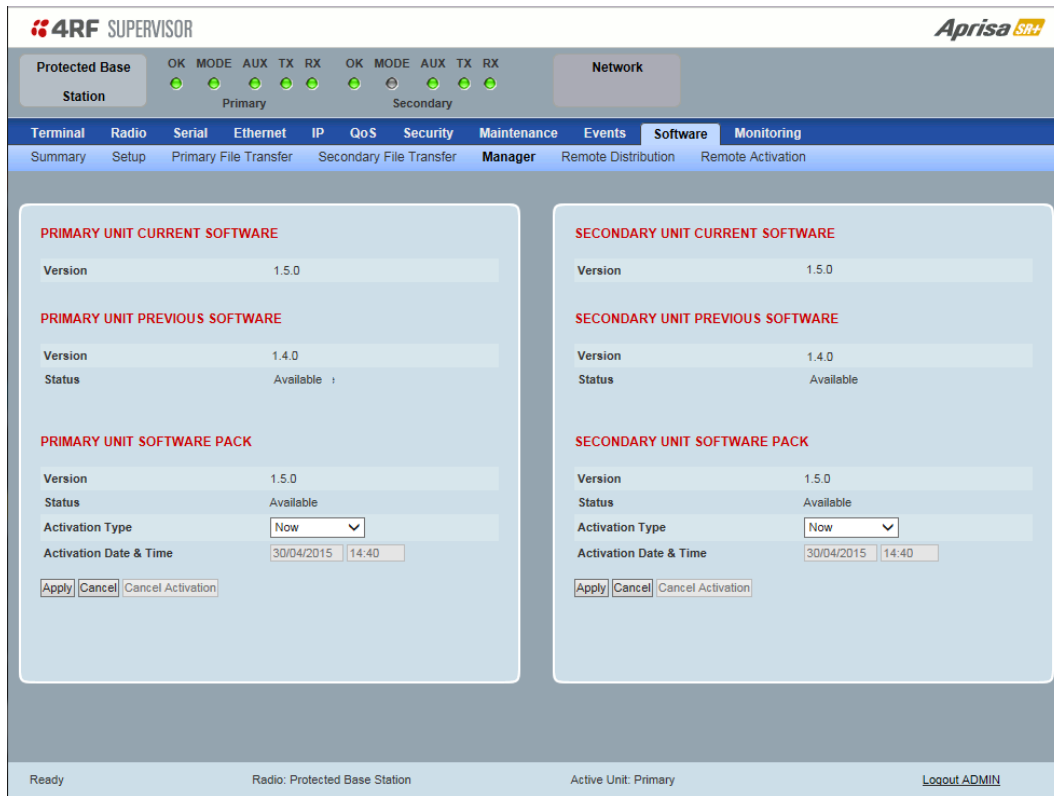 4RF SUPERVISOR
Aprisa SR+
Protected Base Station
OK MODE AUX TX RX
Primary
OK MODE AUX TX RX
Secondary
Network
Terminal Radio Serial Ethernet IP QoS Security Maintenance Events Software Monitoring
Summary Setup Primary File Transfer Secondary File Transfer Manager Remote Distribution Remote Activation
PRIMARY UNIT CURRENT SOFTWARE
Version 1.5.0
PRIMARY UNIT PREVIOUS SOFTWARE
Version 1.4.0
Status Available
PRIMARY UNIT SOFTWARE PACK
Version 1.5.0
Status Available
Activation Type Now
Activation Date & Time 30/04/2015 14:40
Apply Cancel Cancel Activation
SECONDARY UNIT CURRENT SOFTWARE
Version 1.5.0
SECONDARY UNIT PREVIOUS SOFTWARE
Version 1.4.0
Status Available
SECONDARY UNIT SOFTWARE PACK
Version 1.5.0
Status Available
Activation Type Now
Activation Date & Time 30/04/2015 14:40
Apply Cancel Cancel Activation
Ready Radio: Protected Base Station Active Unit: Primary Logout ADMIN